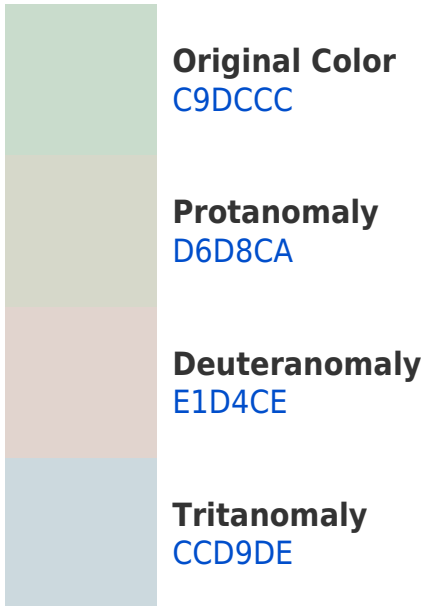 Original Color
C9DCCC
Protanomaly
D6D8CA
Deuteranomaly
E1D4CE
Tritanomaly
CCD9DE